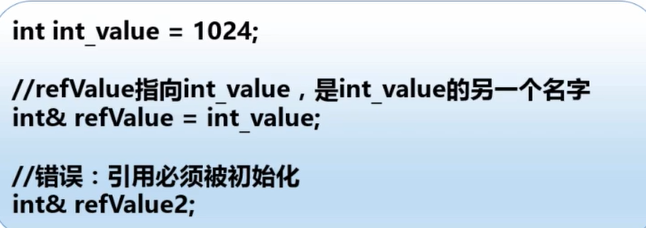 int int_value = 1024;
//refValue指向int_value，是int_value的另一个名字
int& refValue = int_value;
//错误：引用必须被初始化
int& refValue2;